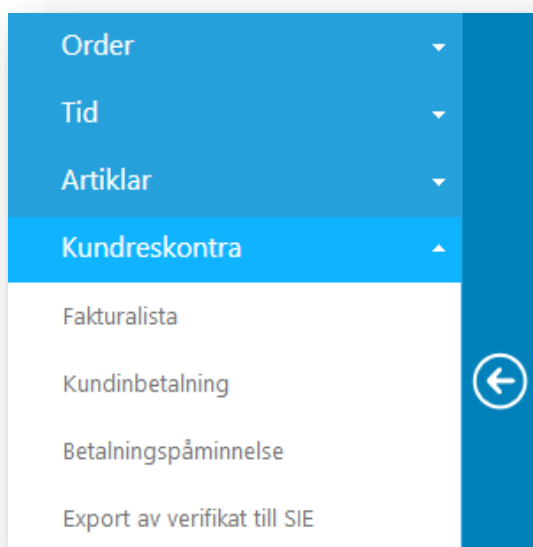 Order
Tid
Artiklar
Kundreskontra
Fakturalista
Kundinbetalning
Betalningspåminnelse
Export av verifikat till SIE